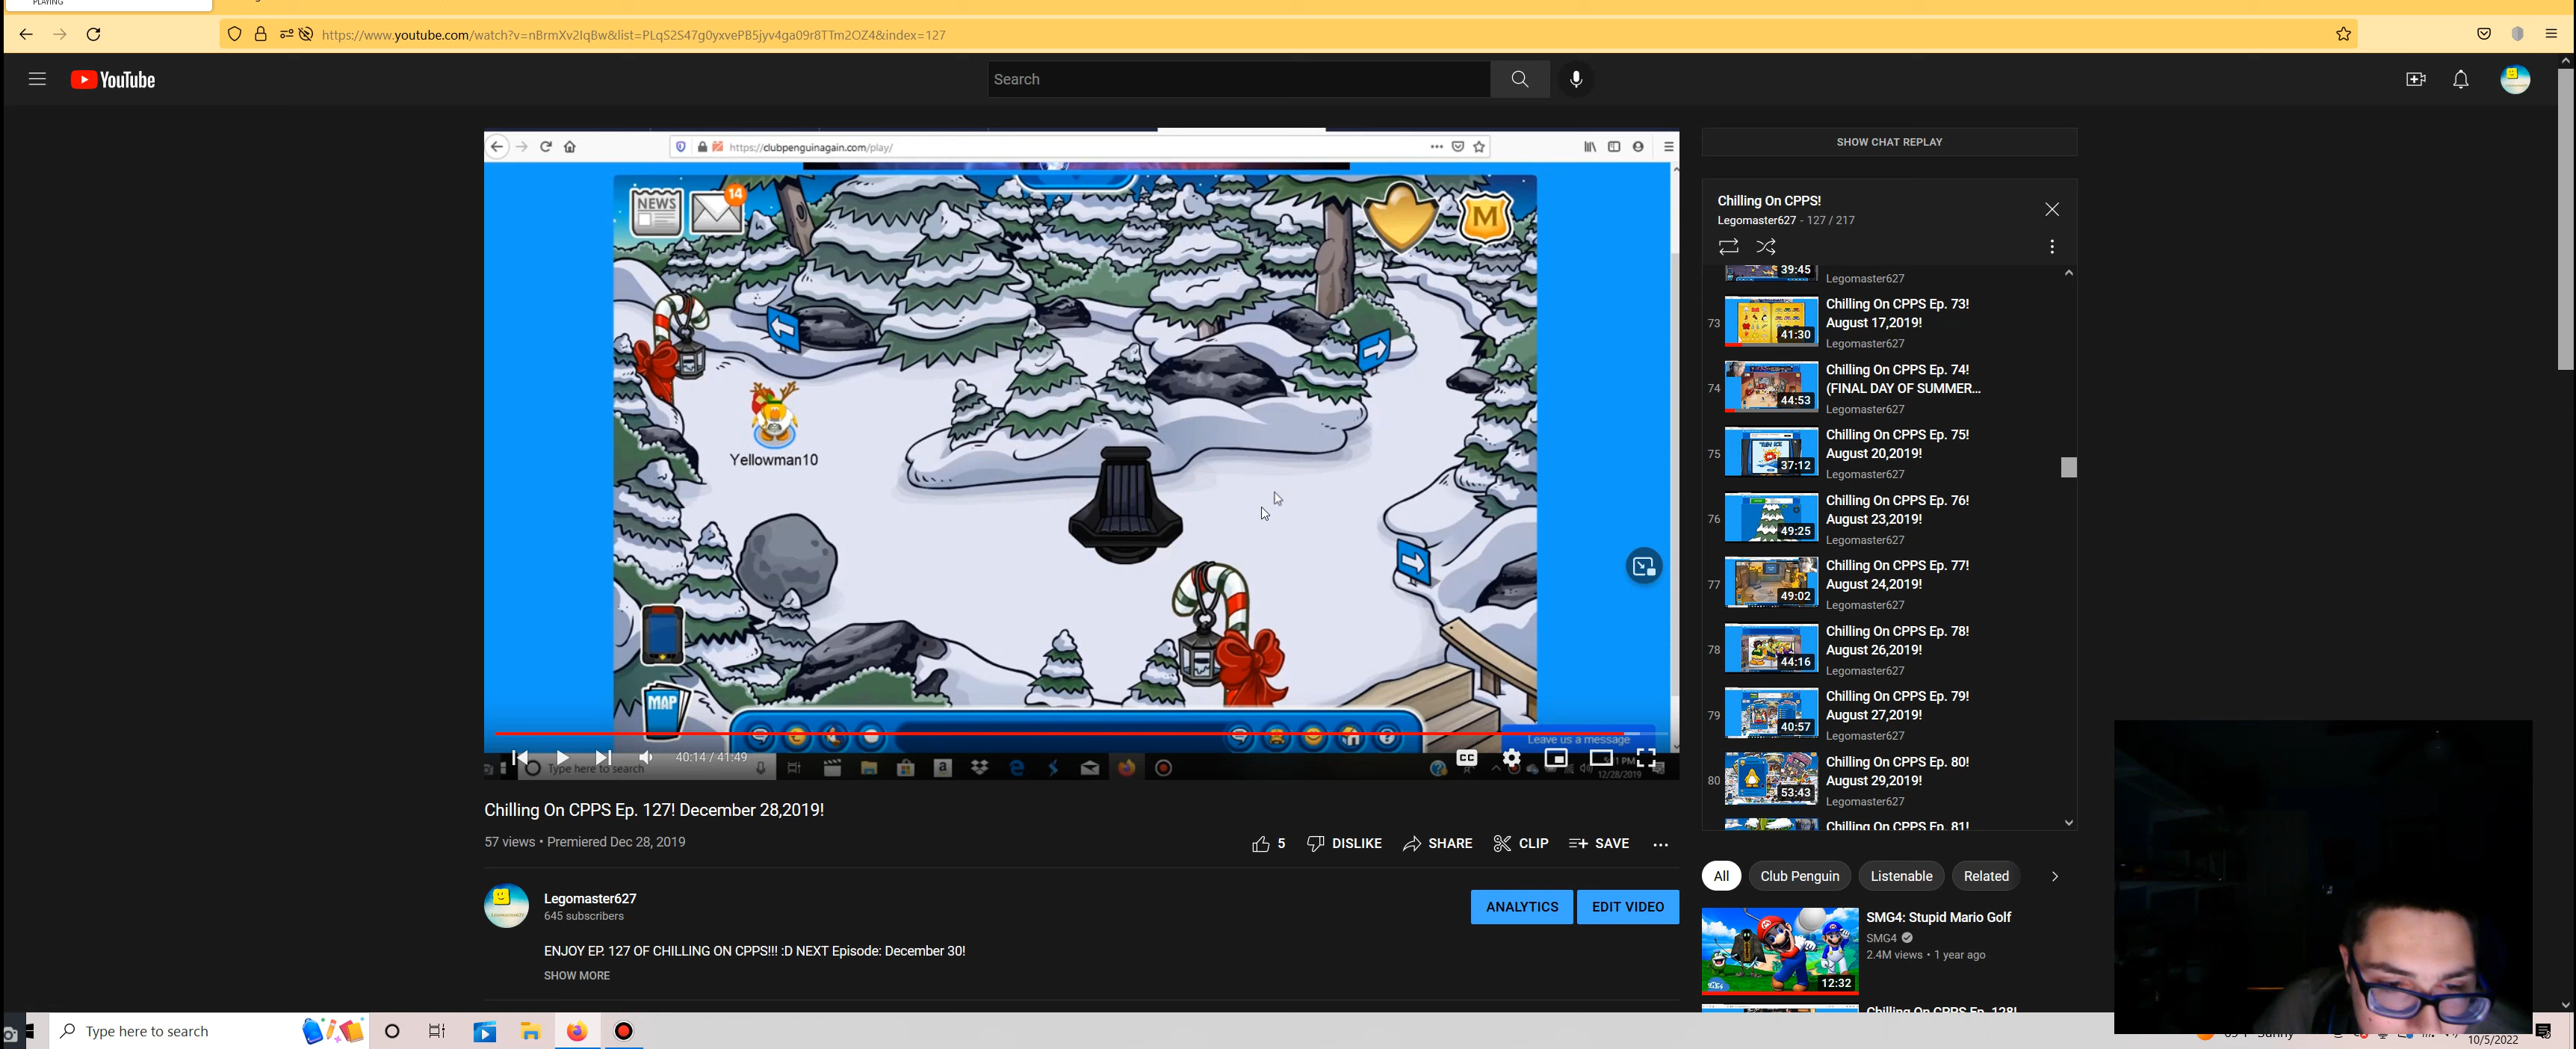 PLAYING
https://www.youtube.com/watch?v=nBrmXv2IqBw&list=PLqS2S47g0yxvePB5jyv4ga09r8TTm2OZ4&index=127
YouTube
Search
https://clubpenguinagain.com/play/
NEWS
14
M
Yellowman10
MAP
Leave us a message
40:14 / 41:49
CC
Type here to search
12/28/2019
Chilling On CPPS Ep. 127! December 28,2019!
57 views • Premiered Dec 28, 2019
5
DISLIKE
SHARE
CLIP
SAVE
Legomaster627
645 subscribers
ANALYTICS
EDIT VIDEO
ENJOY EP. 127 OF CHILLING ON CPPS!!! :D NEXT Episode: December 30!
SHOW MORE
SHOW CHAT REPLAY
Chilling On CPPS!
Legomaster627 - 127 / 217
39:45
Legomaster627
73
41:30
Chilling On CPPS Ep. 73!
August 17,2019!
Legomaster627
74
44:53
Chilling On CPPS Ep. 74!
(FINAL DAY OF SUMMER...
Legomaster627
75
37:12
Chilling On CPPS Ep. 75!
August 20,2019!
Legomaster627
76
49:25
Chilling On CPPS Ep. 76!
August 23,2019!
Legomaster627
77
49:02
Chilling On CPPS Ep. 77!
August 24,2019!
Legomaster627
78
44:16
Chilling On CPPS Ep. 78!
August 26,2019!
Legomaster627
79
40:57
Chilling On CPPS Ep. 79!
August 27,2019!
Legomaster627
80
53:43
Chilling On CPPS Ep. 80!
August 29,2019!
Legomaster627
Chilling On CPPS Ep. 81!
All
Club Penguin
Listenable
Related
SMG4: Stupid Mario Golf
SMG4
2.4M views • 1 year ago
12:32
Chilling On CPPS Ep. 128!
Type here to search
Sunny
10/5/2022